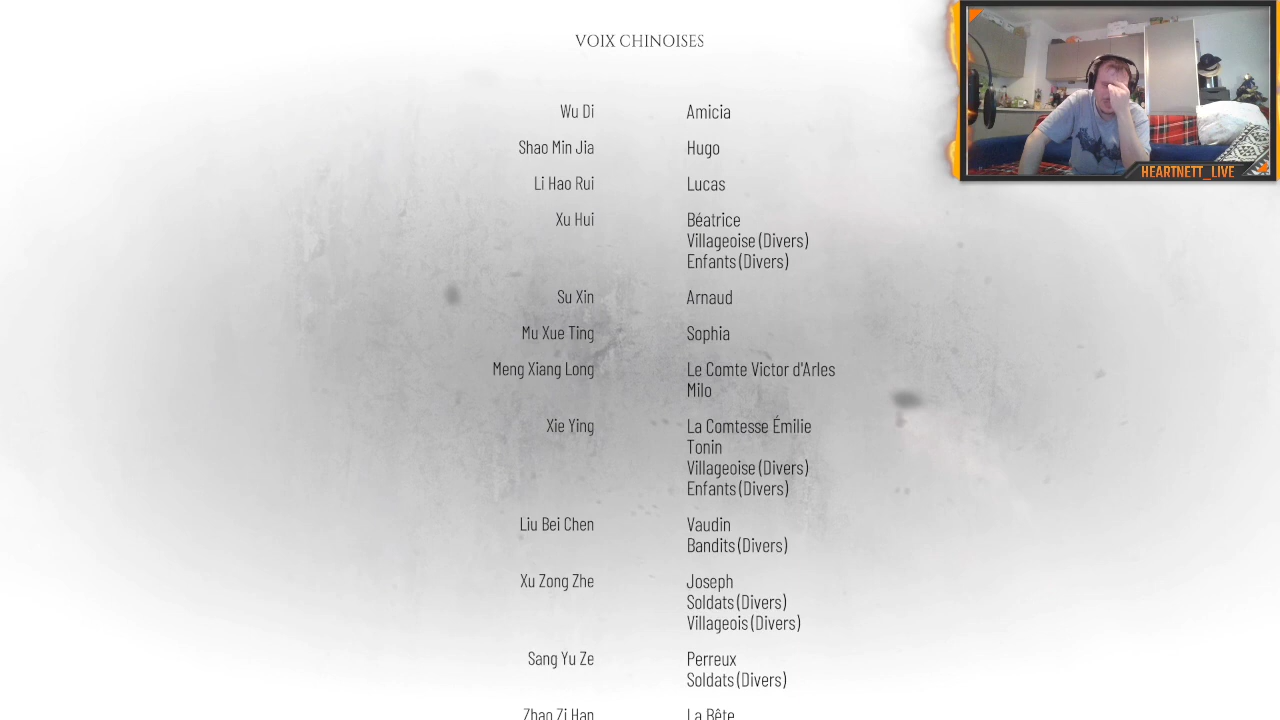 VOIX CHINOISES
Wu Di Amicia
Shao Min Jia Hugo
Li Hao Rui Lucas
Xu Hui Béatrice
Villageoise (Divers)
Enfants (Divers)
Su Xin Arnaud
Mu Xue Ting Sophia
Meng Xiang Long Le Comte Victor d'Arles
Milo
Xie Ying La Comtesse Émilie
Tonin
Villageoise (Divers)
Enfants (Divers)
Liu Bei Chen Vaudin
Bandits (Divers)
Xu Zong Zhe Joseph
Soldats (Divers)
Villageois (Divers)
Sang Yu Ze Perreux
Soldats (Divers)
Zhao Zi Han La Bête
HEARTNETT_LIVE